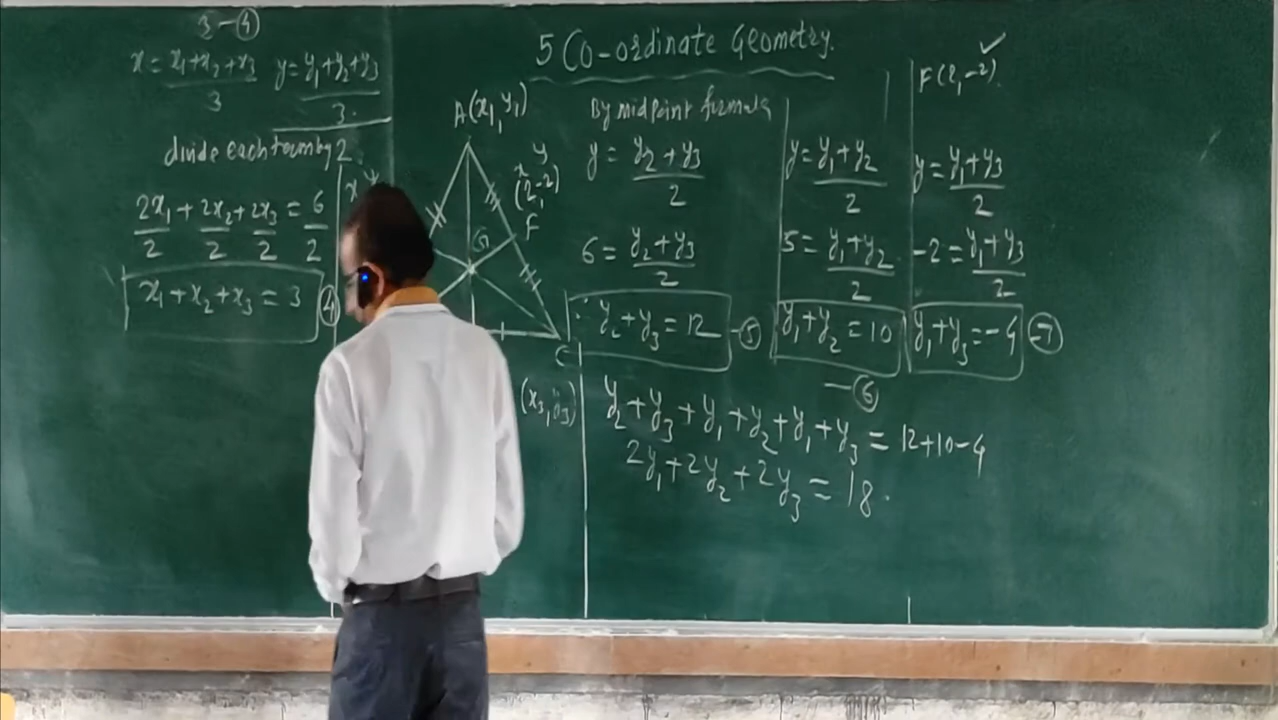 3-④
x = x₁+x₂+x₃/3 y = y₁+y₂+y₃/3.
divide each term by 2.
2x₁/2 + 2x₂/2 + 2x₃/2 = 6/2
x₁+x₂+x₃ = 3 ④
5 Co-ordinate Geometry.
A(x₁, y₁)
x y
(2,-2)
F
G
C
(x₃, y₃)
By midpoint formula
y = y₂+y₃/2
6 = y₂+y₃/2
∴ y₂+y₃ = 12 -⑤
y = y₁+y₂/2
5 = y₁+y₂/2
y₁+y₂ = 10
-⑥
F(2,-2)
y = y₁+y₃/2
-2 = y₁+y₃/2
y₁+y₃ = -4 -⑦
y₂+y₃+y₁+y₂+y₁+y₃ = 12+10-4
2y₁+2y₂+2y₃ = 18.